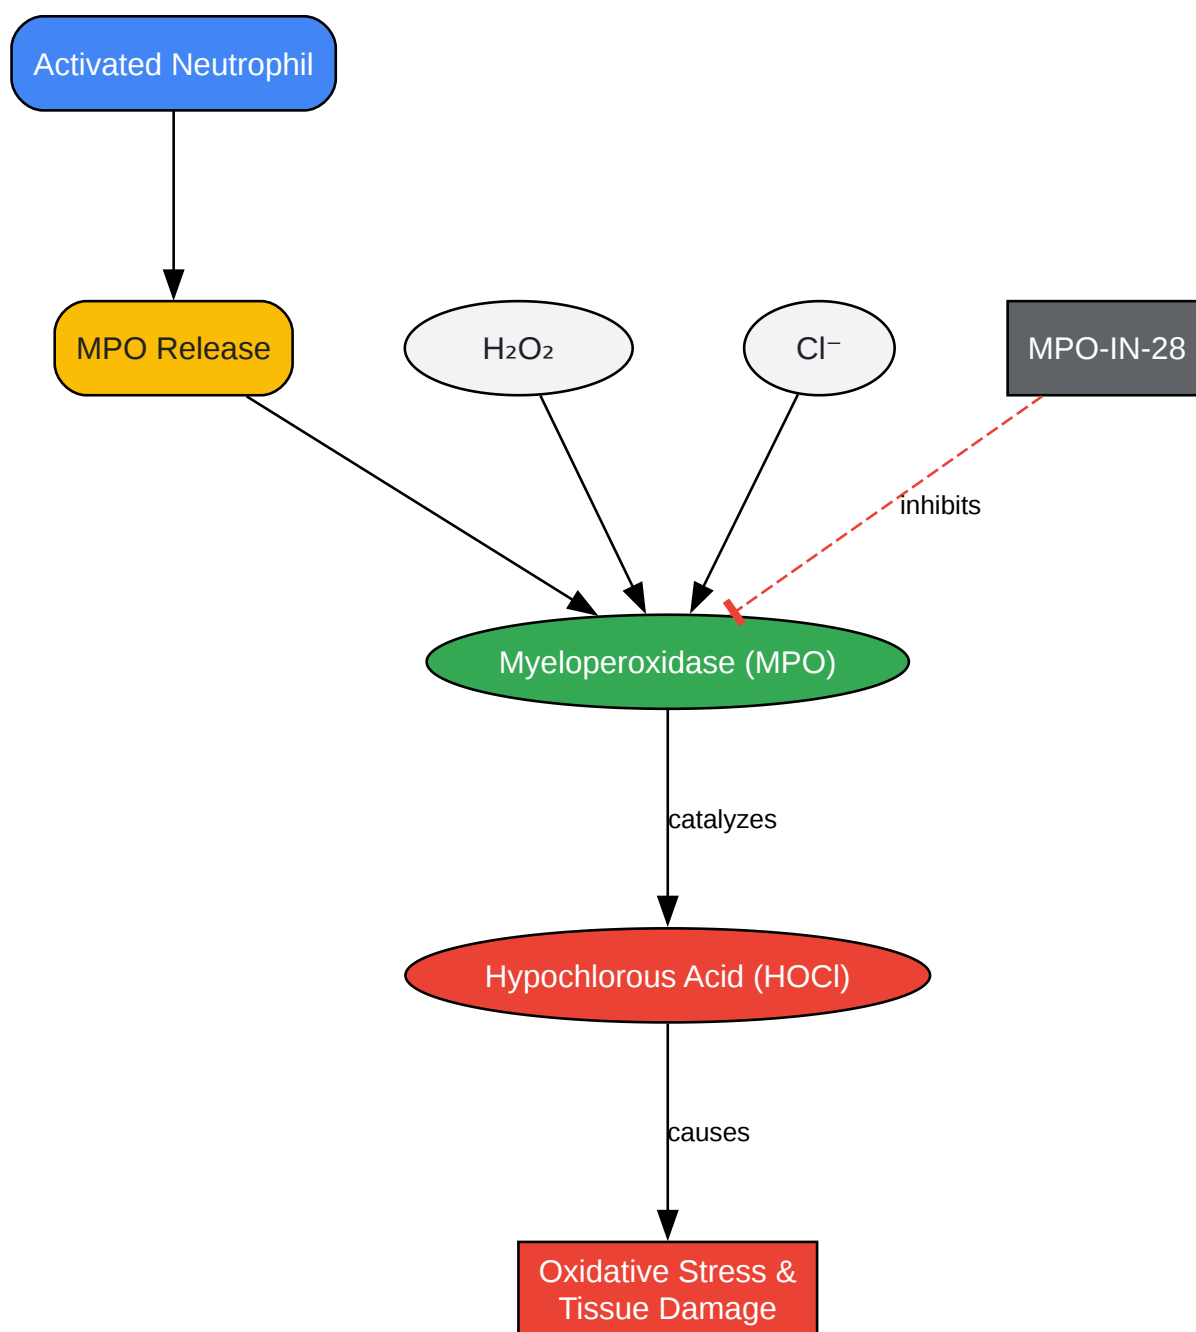 Activated Neutrophil
MPO Release
H₂O₂
Cl⁻
MPO-IN-28
inhibits
Myeloperoxidase (MPO)
catalyzes
Hypochlorous Acid (HOCl)
causes
Oxidative Stress &
Tissue Damage